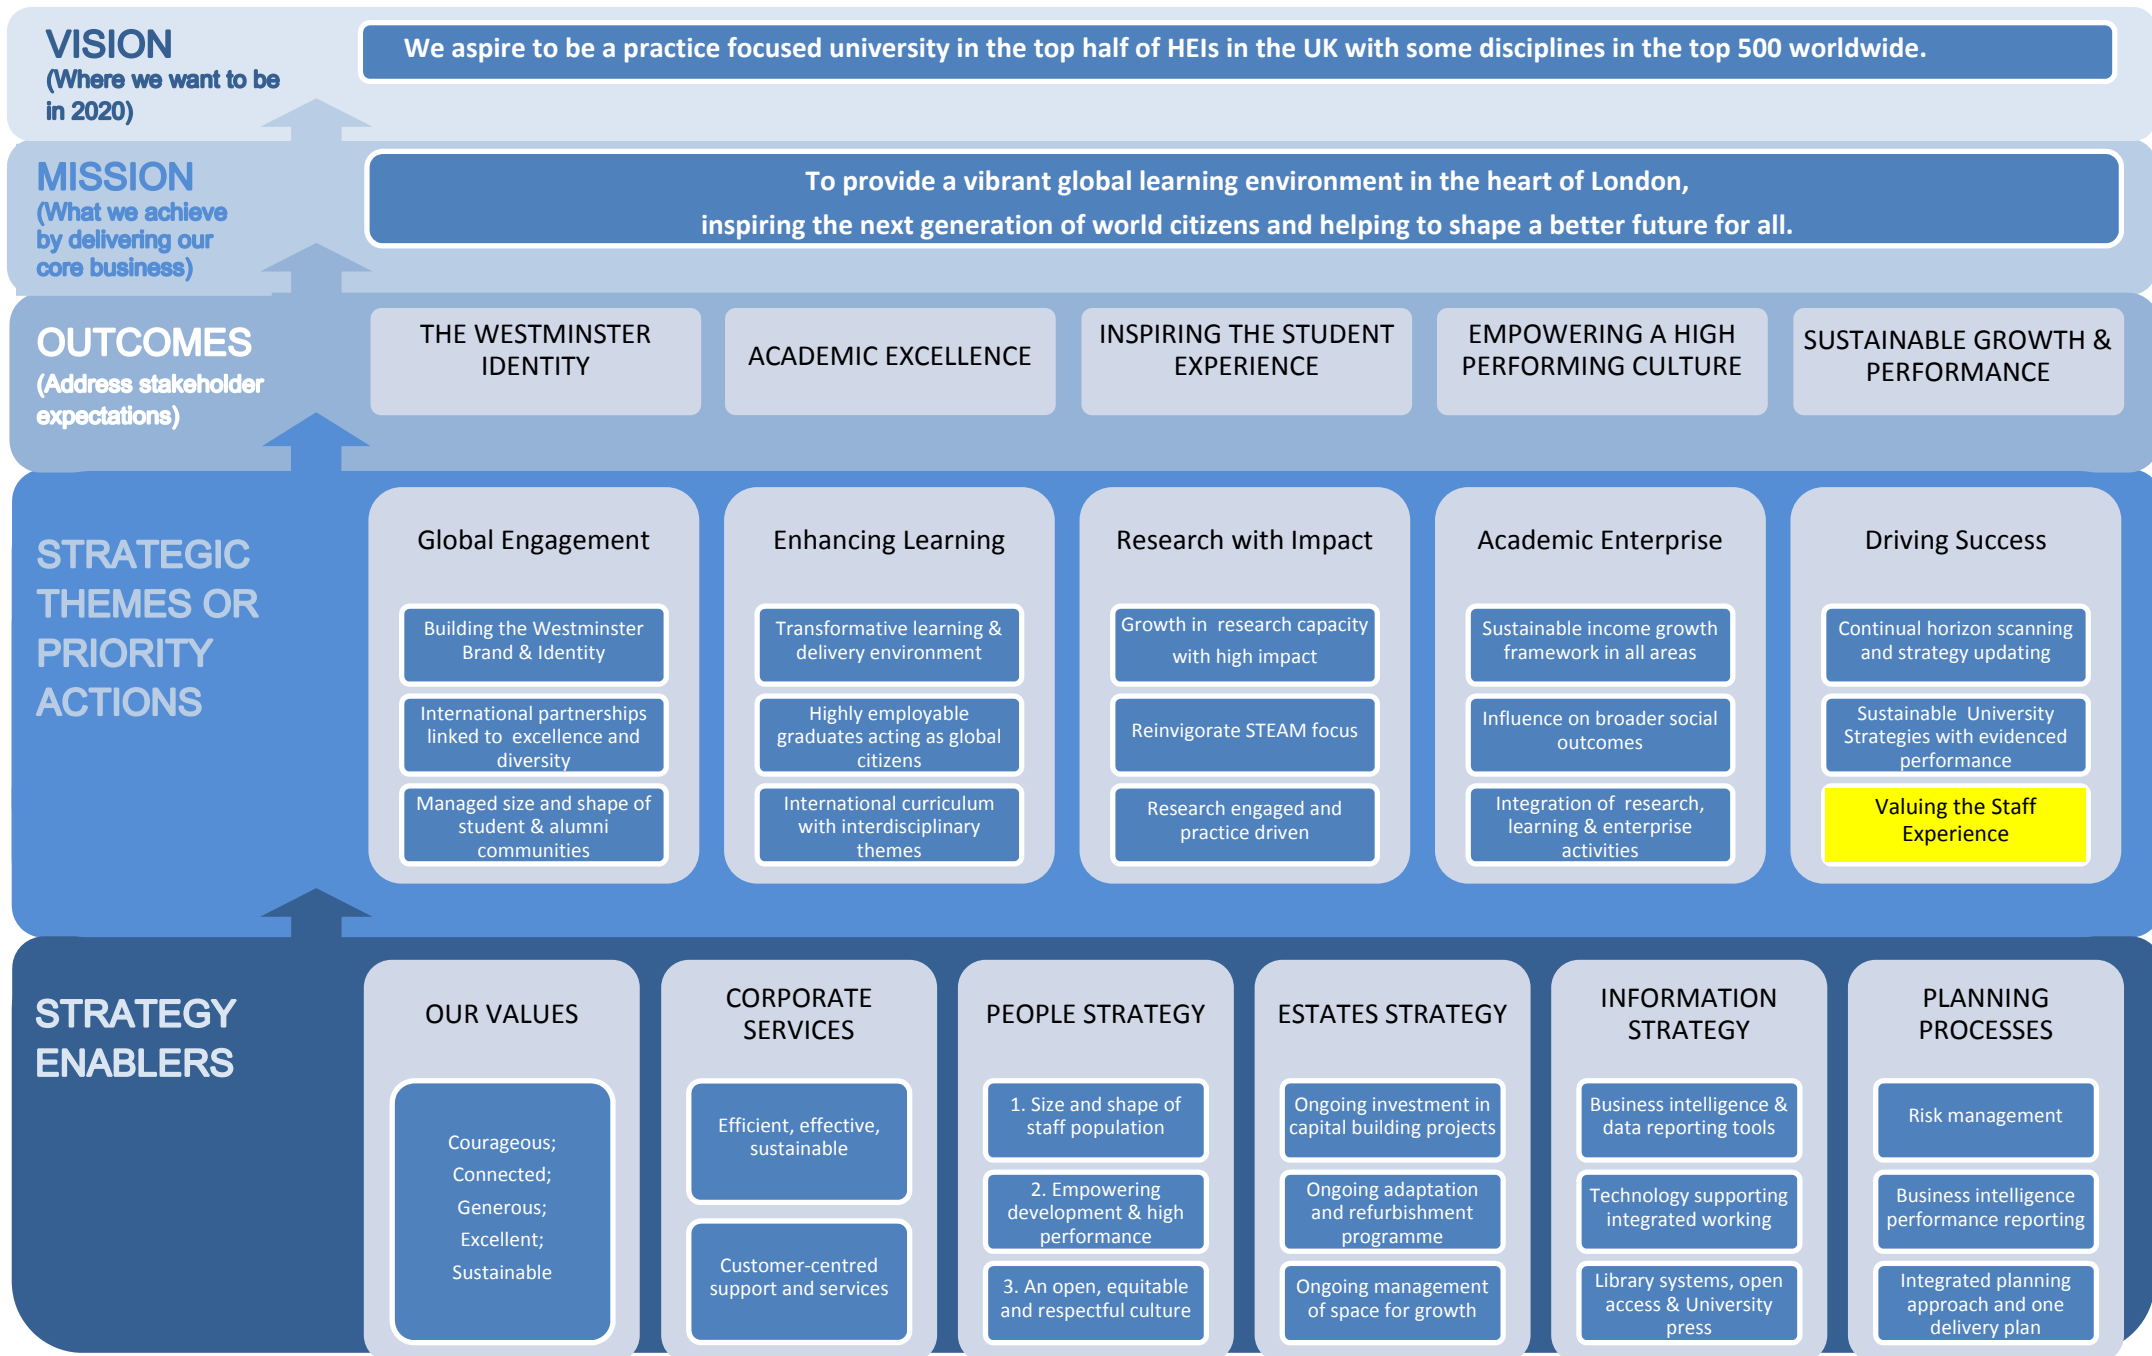 VISION
(Where we want to be
in 2020)
We aspire to be a practice focused university in the top half of HEIs in the UK with some disciplines in the top 500 worldwide.
MISSION
(What we achieve
by delivering our
core business)
To provide a vibrant global learning environment in the heart of London,
inspiring the next generation of world citizens and helping to shape a better future for all.
OUTCOMES
(Address stakeholder
expectations)
THE WESTMINSTER
IDENTITY
ACADEMIC EXCELLENCE
INSPIRING THE STUDENT
EXPERIENCE
EMPOWERING A HIGH
PERFORMING CULTURE
SUSTAINABLE GROWTH &
PERFORMANCE
STRATEGIC
THEMES OR
PRIORITY
ACTIONS
Global Engagement
Building the Westminster
Brand & Identity
International partnerships
linked to excellence and
diversity
Managed size and shape of
student & alumni
communities
Enhancing Learning
Transformative learning &
delivery environment
Highly employable
graduates acting as global
citizens
International curriculum
with interdisciplinary
themes
Research with Impact
Growth in research capacity
with high impact
Reinvigorate STEAM focus
Research engaged and
practice driven
Academic Enterprise
Sustainable income growth
framework in all areas
Influence on broader social
outcomes
Integration of research,
learning & enterprise
activities
Driving Success
Continual horizon scanning
and strategy updating
Sustainable University
Strategies with evidenced
performance
Valuing the Staff
Experience
STRATEGY
ENABLERS
OUR VALUES
Courageous;
Connected;
Generous;
Excellent;
Sustainable
CORPORATE
SERVICES
Efficient, effective,
sustainable
Customer-centred
support and services
PEOPLE STRATEGY
1. Size and shape of
staff population
2. Empowering
development & high
performance
3. An open, equitable
and respectful culture
ESTATES STRATEGY
Ongoing investment in
capital building projects
Ongoing adaptation
and refurbishment
programme
Ongoing management
of space for growth
INFORMATION
STRATEGY
Business intelligence &
data reporting tools
Technology supporting
integrated working
Library systems, open
access & University
press
PLANNING
PROCESSES
Risk management
Business intelligence
performance reporting
Integrated planning
approach and one
delivery plan